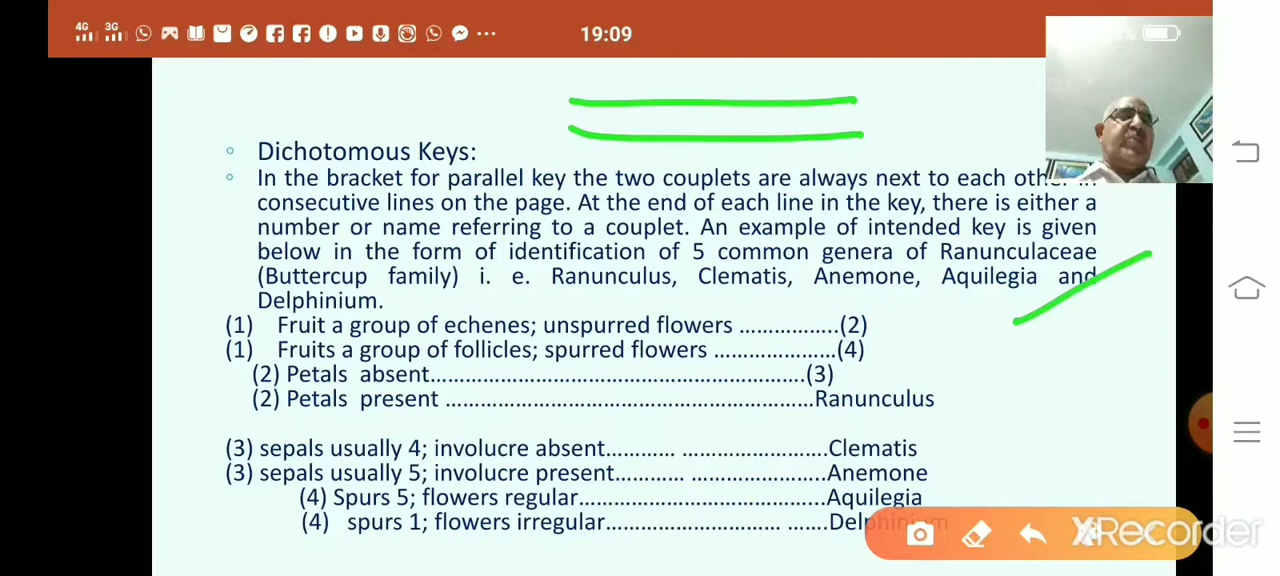 4G 3G 19:09 %
Dichotomous Keys:
In the bracket for parallel key the two couplets are always next to each other in
consecutive lines on the page. At the end of each line in the key, there is either a
number or name referring to a couplet. An example of intended key is given
below in the form of identification of 5 common genera of Ranunculaceae
(Buttercup family) i. e. Ranunculus, Clematis, Anemone, Aquilegia and
Delphinium.
(1) Fruit a group of echenes; unspurred flowers .................(2)
(1) Fruits a group of follicles; spurred flowers .....................(4)
(2) Petals absent................................................................(3)
(2) Petals present ................................................................Ranunculus
(3) sepals usually 4; involucre absent............ .........................Clematis
(3) sepals usually 5; involucre present............ .......................Anemone
(4) Spurs 5; flowers regular..........................................Aquilegia
(4) spurs 1; flowers irregular.............................. .......Delphinium
XRecorder